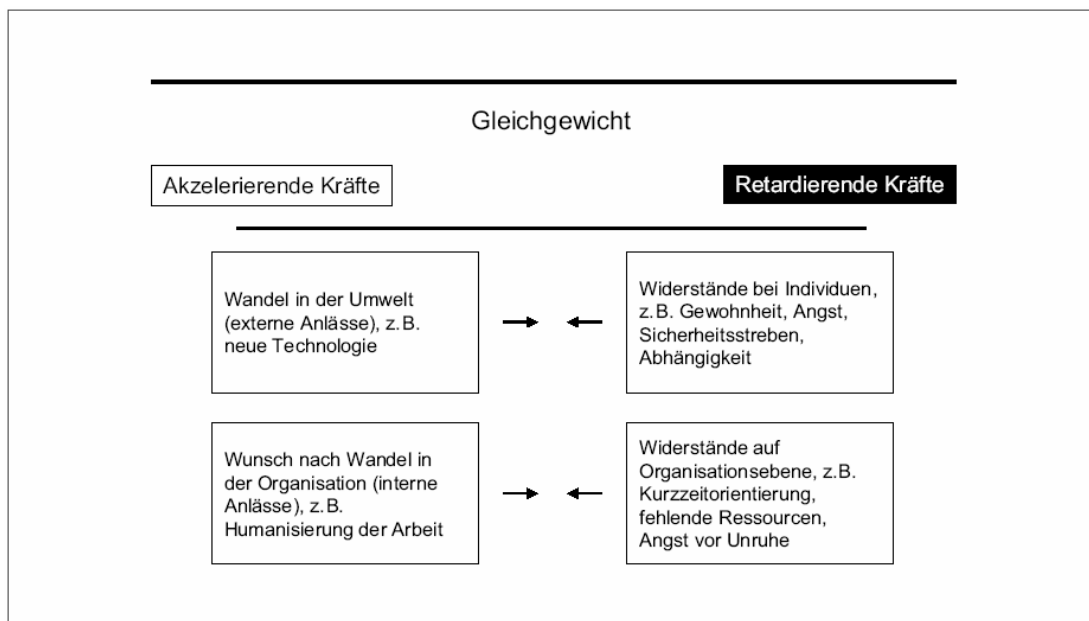 Gleichgewicht
Akzelerierende Kräfte
Retardierende Kräfte
Wandel in der Umwelt
(externe Anlässe), z.B.
neue Technologie
Widerstände bei Individuen,
z.B. Gewohnheit, Angst,
Sicherheitsstreben,
Abhängigkeit
Wunsch nach Wandel in
der Organisation (interne
Anlässe), z.B.
Humanisierung der Arbeit
Widerstände auf
Organisationsebene, z.B.
Kurzzeitorientierung,
fehlende Ressourcen,
Angst vor Unruhe